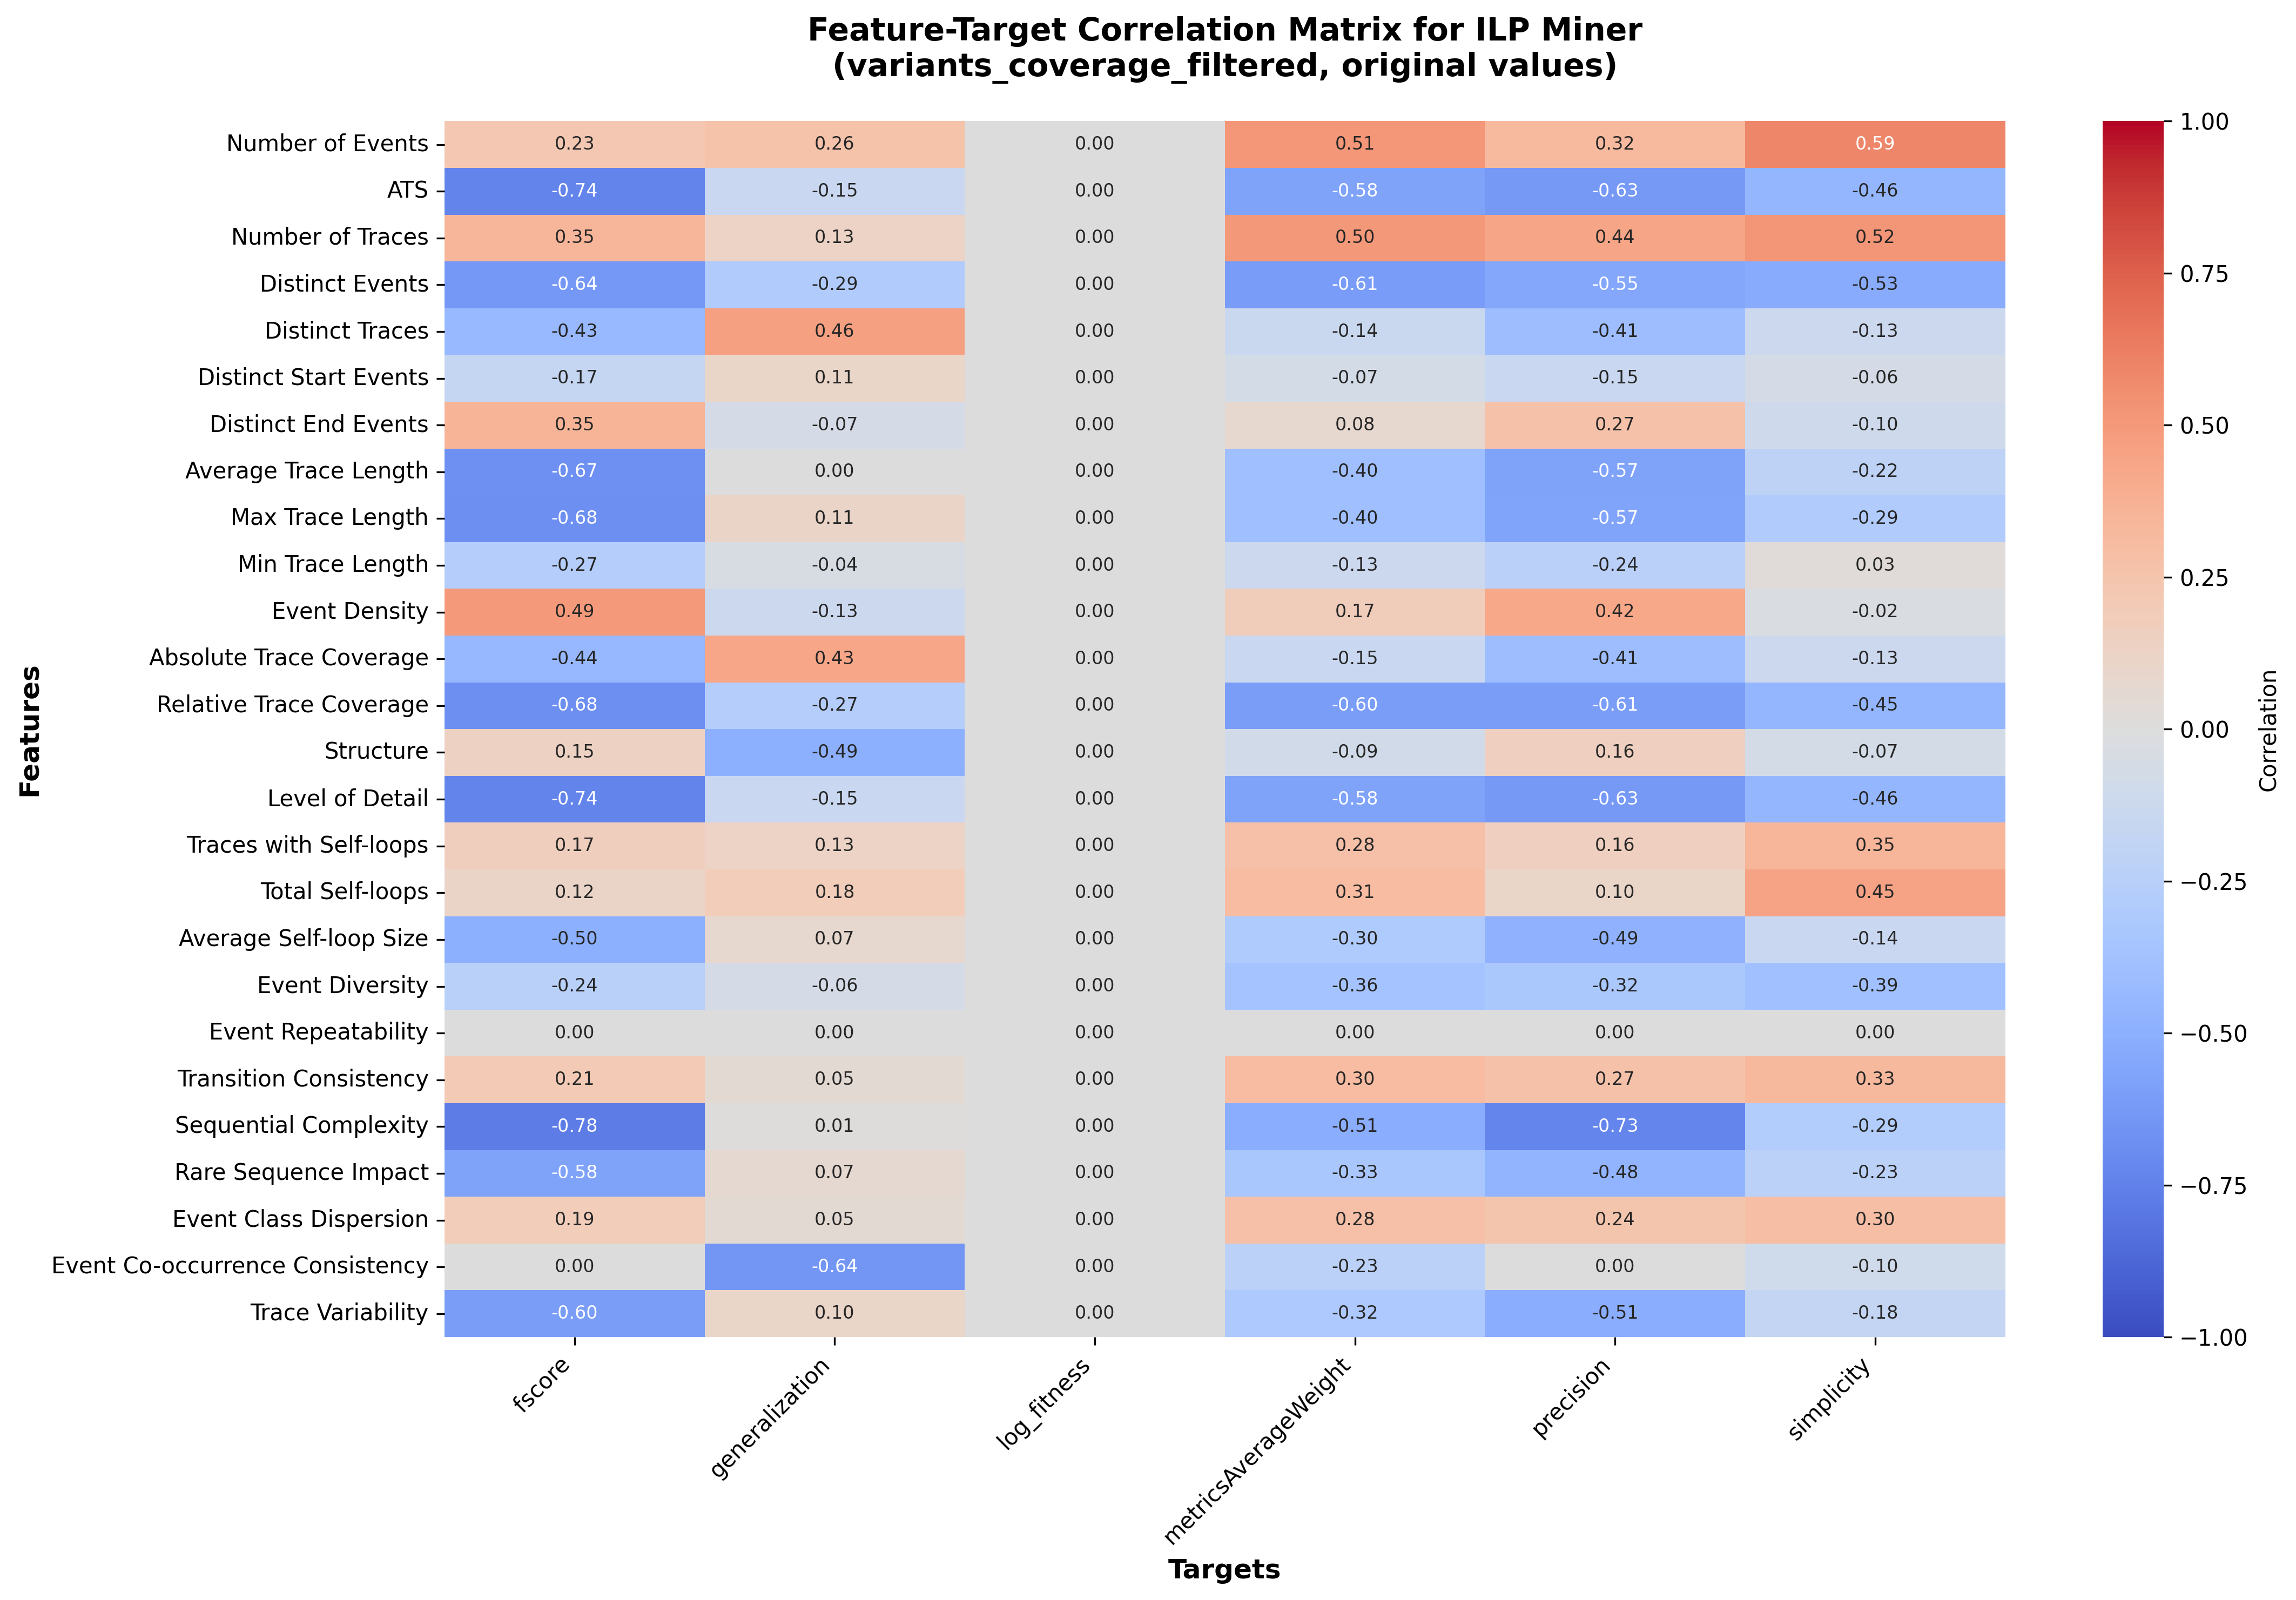 Feature-Target Correlation Matrix for ILP Miner
(variants_coverage_filtered, original values)
Features
Number of Events 0.23 0.26 0.00 0.51 0.32 0.59
ATS -0.74 -0.15 0.00 -0.58 -0.63 -0.46
Number of Traces 0.35 0.13 0.00 0.50 0.44 0.52
Distinct Events -0.64 -0.29 0.00 -0.61 -0.55 -0.53
Distinct Traces -0.43 0.46 0.00 -0.14 -0.41 -0.13
Distinct Start Events -0.17 0.11 0.00 -0.07 -0.15 -0.06
Distinct End Events 0.35 -0.07 0.00 0.08 0.27 -0.10
Average Trace Length -0.67 0.00 0.00 -0.40 -0.57 -0.22
Max Trace Length -0.68 0.11 0.00 -0.40 -0.57 -0.29
Min Trace Length -0.27 -0.04 0.00 -0.13 -0.24 0.03
Event Density 0.49 -0.13 0.00 0.17 0.42 -0.02
Absolute Trace Coverage -0.44 0.43 0.00 -0.15 -0.41 -0.13
Relative Trace Coverage -0.68 -0.27 0.00 -0.60 -0.61 -0.45
Structure 0.15 -0.49 0.00 -0.09 0.16 -0.07
Level of Detail -0.74 -0.15 0.00 -0.58 -0.63 -0.46
Traces with Self-loops 0.17 0.13 0.00 0.28 0.16 0.35
Total Self-loops 0.12 0.18 0.00 0.31 0.10 0.45
Average Self-loop Size -0.50 0.07 0.00 -0.30 -0.49 -0.14
Event Diversity -0.24 -0.06 0.00 -0.36 -0.32 -0.39
Event Repeatability 0.00 0.00 0.00 0.00 0.00 0.00
Transition Consistency 0.21 0.05 0.00 0.30 0.27 0.33
Sequential Complexity -0.78 0.01 0.00 -0.51 -0.73 -0.29
Rare Sequence Impact -0.58 0.07 0.00 -0.33 -0.48 -0.23
Event Class Dispersion 0.19 0.05 0.00 0.28 0.24 0.30
Event Co-occurrence Consistency 0.00 -0.64 0.00 -0.23 0.00 -0.10
Trace Variability -0.60 0.10 0.00 -0.32 -0.51 -0.18
fscore generalization log_fitness metricsAverageWeight precision simplicity
Targets
1.00
0.75
0.50
0.25
0.00
−0.25
−0.50
−0.75
−1.00
Correlation